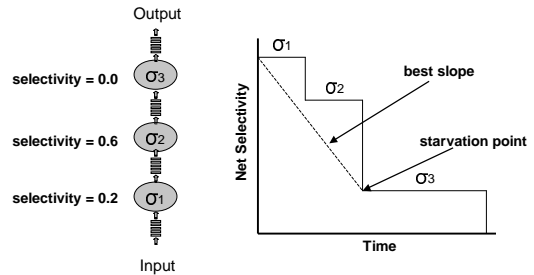 Output
σ3
selectivity = 0.0
σ2
selectivity = 0.6
σ1
selectivity = 0.2
Input
σ1
σ2
σ3
best slope
starvation point
Net Selectivity
Time